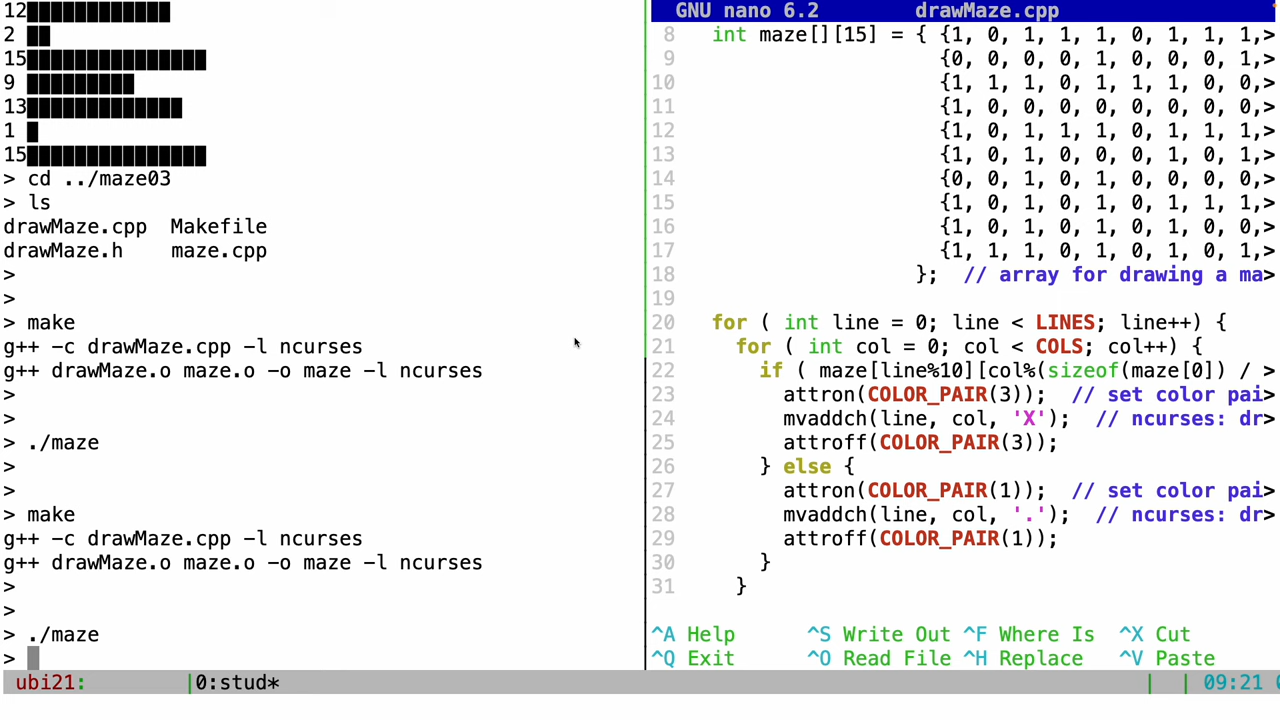 12████████████
2 ██
15███████████████
9 █████████
13█████████████
1 █
15███████████████
> cd ../maze03
> ls
drawMaze.cpp  Makefile
drawMaze.h    maze.cpp
>
>
> make
g++ -c drawMaze.cpp -l ncurses
g++ drawMaze.o maze.o -o maze -l ncurses
>
>
> ./maze
>
>
> make
g++ -c drawMaze.cpp -l ncurses
g++ drawMaze.o maze.o -o maze -l ncurses
>
>
> ./maze
>
GNU nano 6.2        drawMaze.cpp
8   int maze[][15] = { {1, 0, 1, 1, 1, 0, 1, 1, 1,>
9                      {0, 0, 0, 0, 1, 0, 0, 0, 1,>
10                      {1, 1, 1, 0, 1, 1, 1, 0, 0,>
11                      {1, 0, 0, 0, 0, 0, 0, 0, 0,>
12                      {1, 0, 1, 1, 1, 0, 1, 1, 1,>
13                      {1, 0, 1, 0, 0, 0, 1, 0, 1,>
14                      {0, 0, 1, 0, 1, 0, 0, 0, 0,>
15                      {1, 0, 1, 0, 1, 0, 1, 1, 1,>
16                      {1, 0, 1, 0, 1, 0, 1, 0, 0,>
17                      {1, 1, 1, 0, 1, 0, 1, 0, 1,>
18                    };  // array for drawing a ma>
19
20   for ( int line = 0; line < LINES; line++) {
21     for ( int col = 0; col < COLS; col++) {
22       if ( maze[line%10][col%(sizeof(maze[0]) / >
23         attron(COLOR_PAIR(3));  // set color pai>
24         mvaddch(line, col, 'X');  // ncurses: dr>
25         attroff(COLOR_PAIR(3));
26       } else {
27         attron(COLOR_PAIR(1));  // set color pai>
28         mvaddch(line, col, '.');  // ncurses: dr>
29         attroff(COLOR_PAIR(1));
30       }
31     }
^A Help      ^S Write Out ^F Where Is  ^X Cut
^Q Exit      ^O Read File ^H Replace   ^V Paste
ubi21:         |0:stud*         |  | 09:21 0